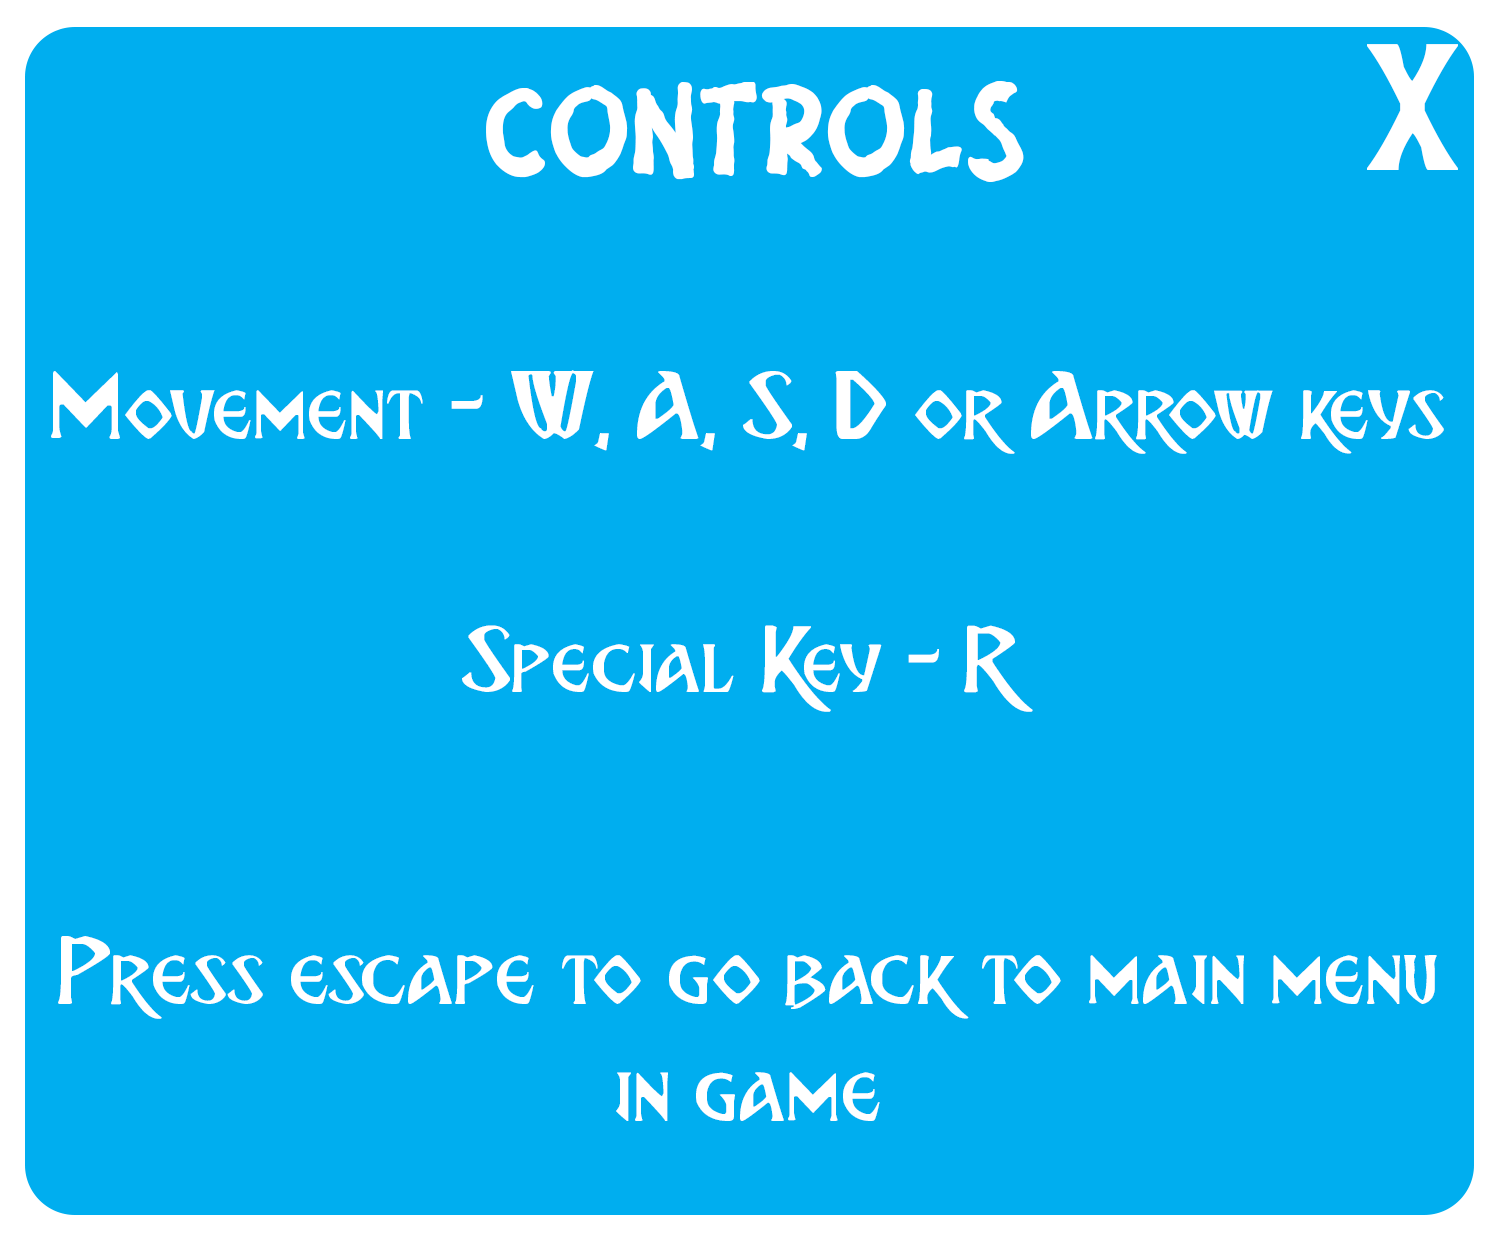 CONTROLS
X
Movement - W, A, S, D or Arrow keys
Special Key - R
Press escape to go back to main menu
in game